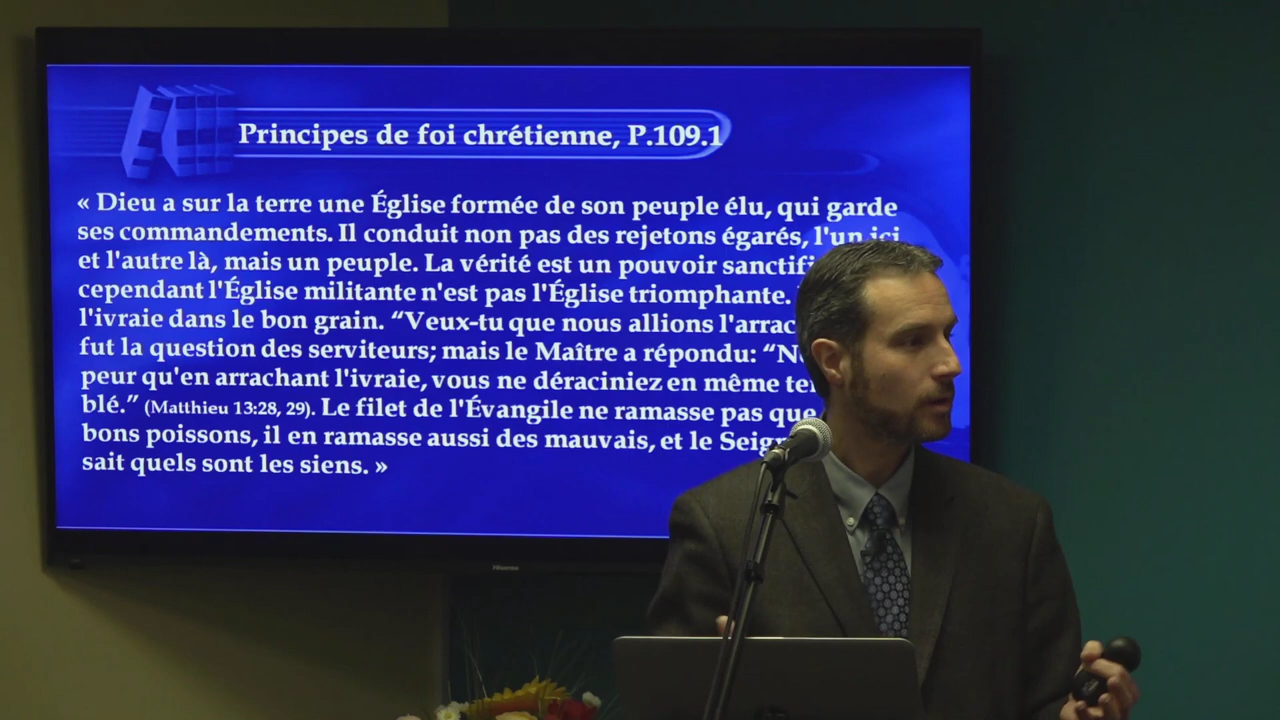 Principes de foi chrétienne, P.109.1
« Dieu a sur la terre une Église formée de son peuple élu, qui garde
ses commandements. Il conduit non pas des rejetons égarés, l'un ici
et l'autre là, mais un peuple. La vérité est un pouvoir
cependant l'Église militante n'est pas l'Église triomphante.
l'ivraie dans le bon grain. “Veux-tu que nous allions
fut la question des serviteurs; mais le Maître a répondu:
peur qu'en arrachant l'ivraie, vous ne déraciniez en même
blé.” (Matthieu 13:28, 29). Le filet de l'Évangile ne ramasse pas que
bons poissons, il en ramasse aussi des mauvais, et le
sait quels sont les siens. »
Hisense